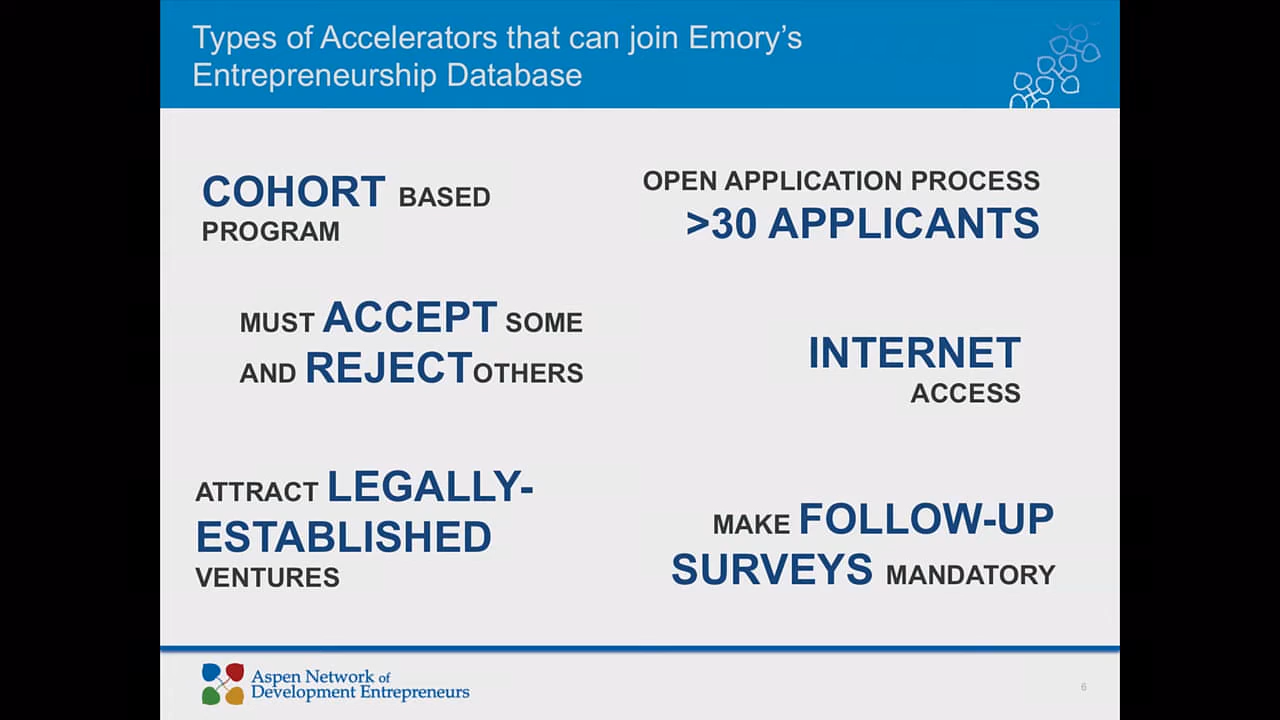 Types of Accelerators that can join Emory’s
Entrepreneurship Database
COHORT BASED
PROGRAM
OPEN APPLICATION PROCESS
>30 APPLICANTS
MUST ACCEPT SOME
AND REJECTOTHERS
INTERNET
ACCESS
ATTRACT LEGALLY-
ESTABLISHED
VENTURES
MAKE FOLLOW-UP
SURVEYS MANDATORY
Aspen Network of
Development Entrepreneurs
6